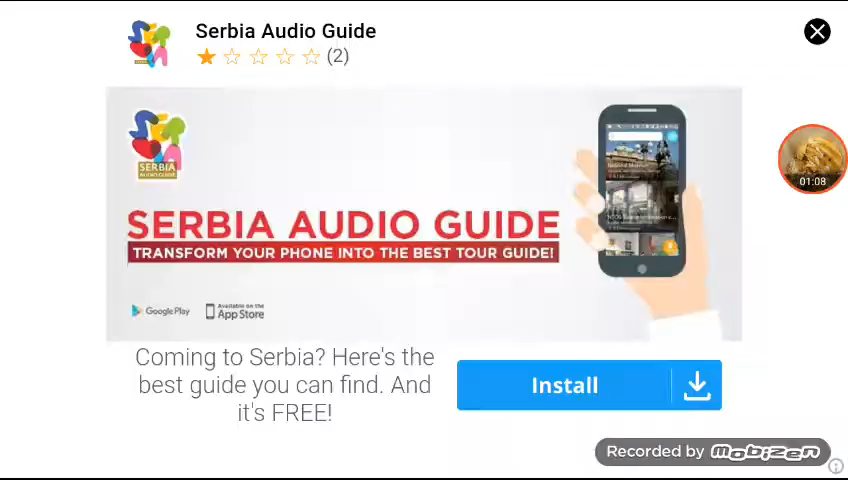 Serbia Audio Guide
(2)
SERBIA
AUDIO GUIDE
SERBIA AUDIO GUIDE
TRANSFORM YOUR PHONE INTO THE BEST TOUR GUIDE!
Google Play
Available on the
App Store
01:08
Coming to Serbia? Here's the
best guide you can find. And
it's FREE!
Install
Recorded by MOBIZEN